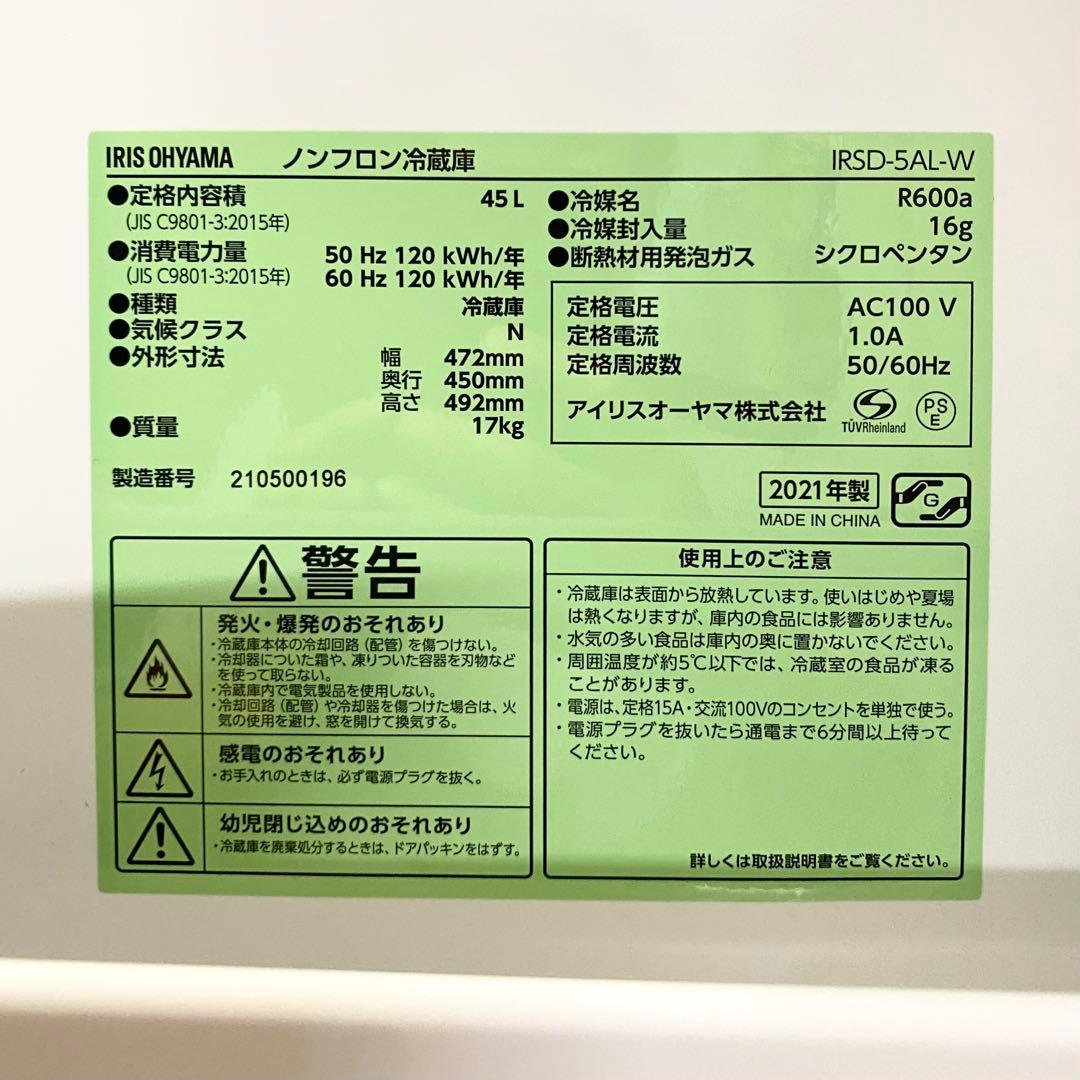 IRIS OHYAMA ノンフロン冷蔵庫 IRSD-5AL-W
●定格内容積 45 L
(JIS C9801-3:2015年)
●消費電力量 50 Hz 120 kWh/年
(JIS C9801-3:2015年) 60 Hz 120 kWh/年
●種類 冷蔵庫
●気候クラス N
●外形寸法 幅 472mm
奥行 450mm
高さ 492mm
●質量 17kg
●冷媒名 R600a
●冷媒封入量 16g
●断熱材用発泡ガス シクロペンタン
定格電圧 AC100 V
定格電流 1.0A
定格周波数 50/60Hz
アイリスオーヤマ株式会社 TÜVRheinland PSE
製造番号 210500196
2021年製
MADE IN CHINA
G
警告
発火・爆発のおそれあり
・冷蔵庫本体の冷却回路(配管)を傷つけない。
・冷却器についた霜や、凍りついた容器を刃物など
を使って取らない。
・冷蔵庫内で電気製品を使用しない。
・冷却回路(配管)や冷却器を傷つけた場合は、火
気の使用を避け、窓を開けて換気する。
感電のおそれあり
・お手入れのときは、必ず電源プラグを抜く。
幼児閉じ込めのおそれあり
・冷蔵庫を廃棄処分するときは、ドアパッキンをはずす。
使用上のご注意
・冷蔵庫は表面から放熱しています。使いはじめや夏場
は熱くなりますが、庫内の食品には影響ありません。
・水気の多い食品は庫内の奥に置かないでください。
・周囲温度が約5℃以下では、冷蔵室の食品が凍る
ことがあります。
・電源は、定格15A・交流100Vのコンセントを単独で使う。
・電源プラグを抜いたら通電まで6分間以上待って
ください。
詳しくは取扱説明書をご覧ください。